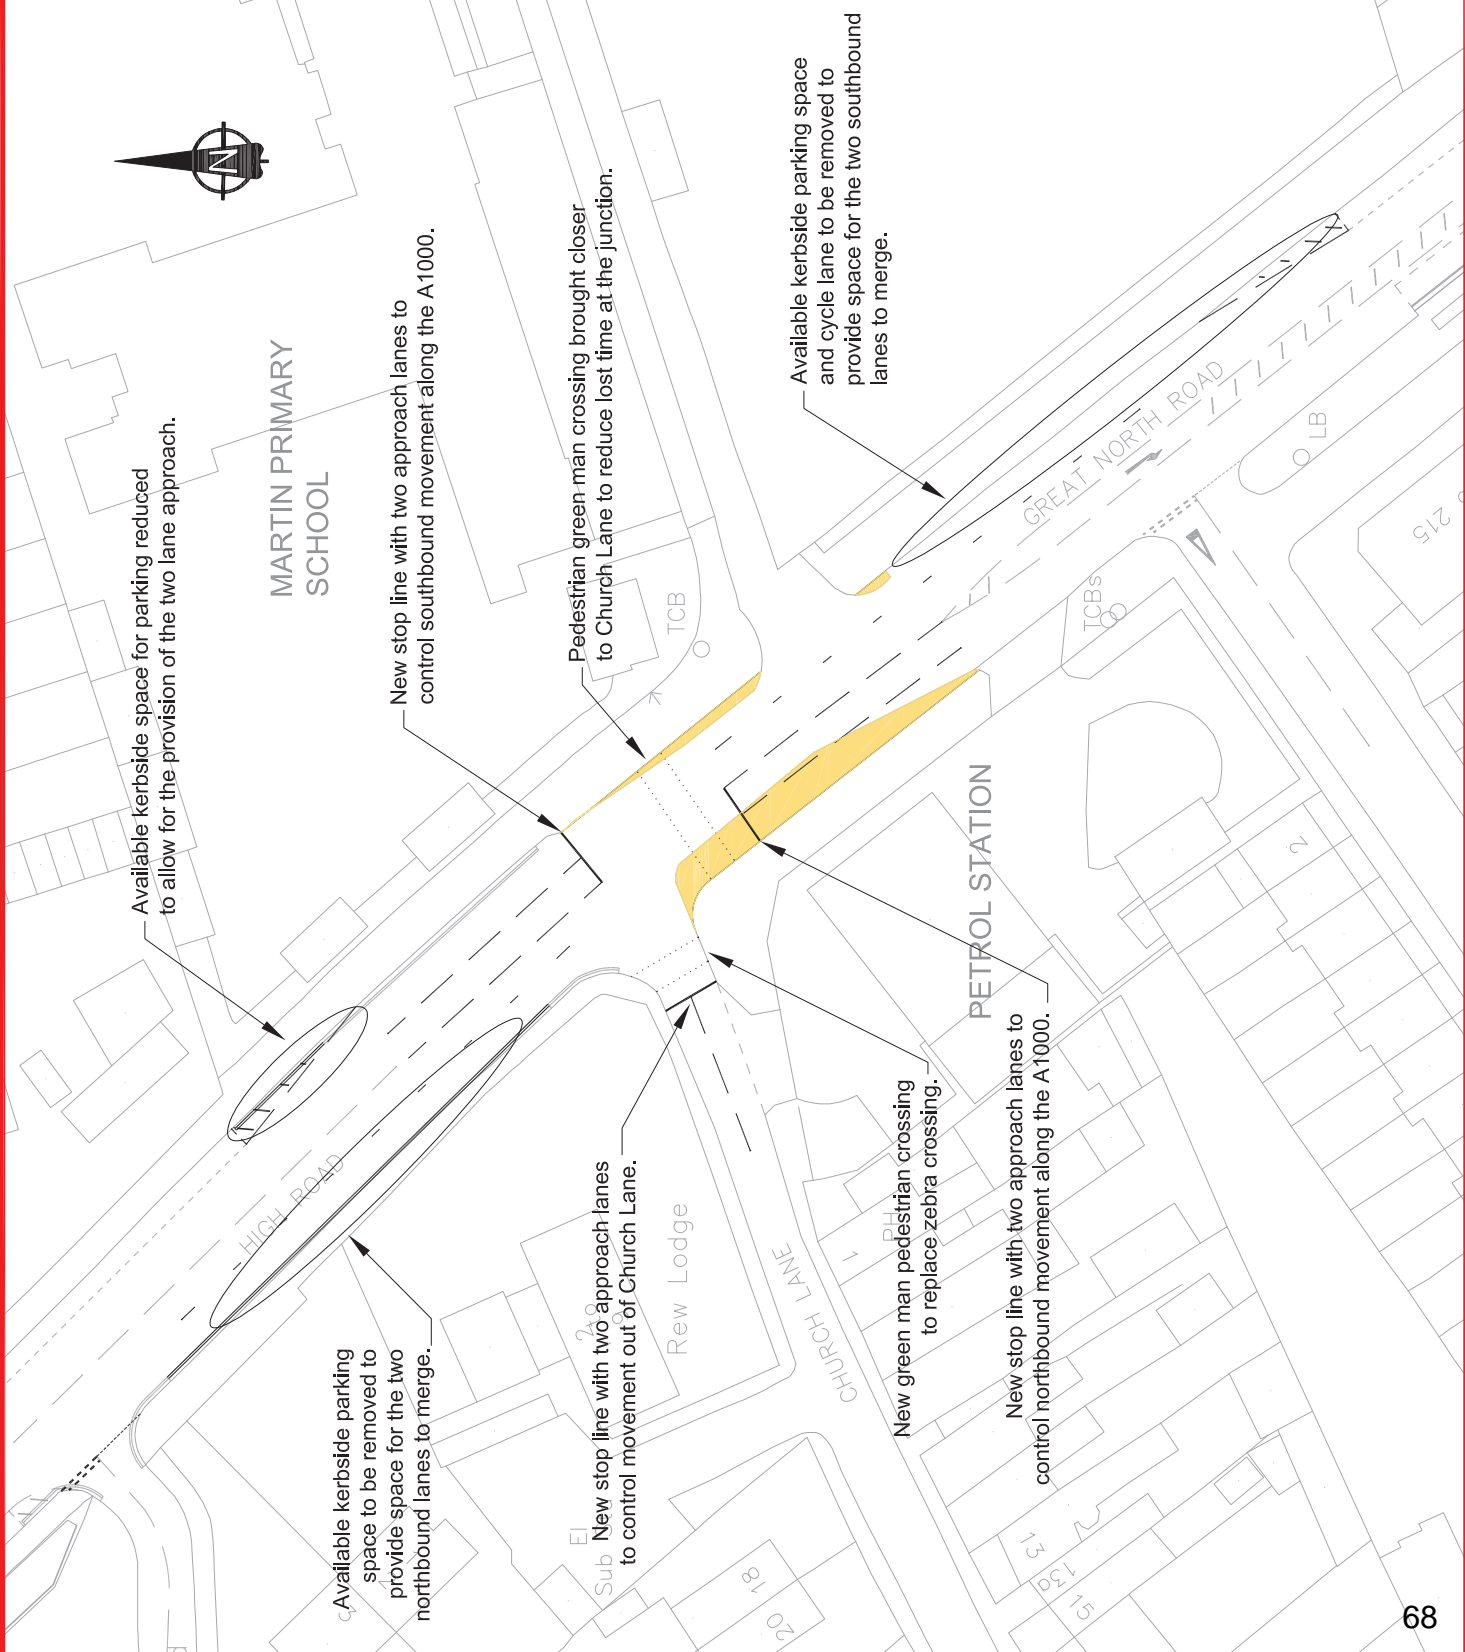 N
MARTIN PRIMARY
SCHOOL
Available kerbside space for parking reduced
to allow for the provision of the two lane approach.
New stop line with two approach lanes to
control southbound movement along the A1000.
Pedestrian green man crossing brought closer
to Church Lane to reduce lost time at the junction.
Available kerbside parking space
and cycle lane to be removed to
provide space for the two southbound
lanes to merge.
TCB
GREAT NORTH ROAD
LB
215
TCBs
PETROL STATION
2
HIGH ROAD
Available kerbside parking
space to be removed to
provide space for the two
northbound lanes to merge.
New stop line with two approach lanes
to control movement out of Church Lane.
Rew Lodge
CHURCH LANE
New green man pedestrian crossing
to replace zebra crossing.
PH
1
New stop line with two approach lanes to
control northbound movement along the A1000.
El
Sub
18
20
13
13a
15
68